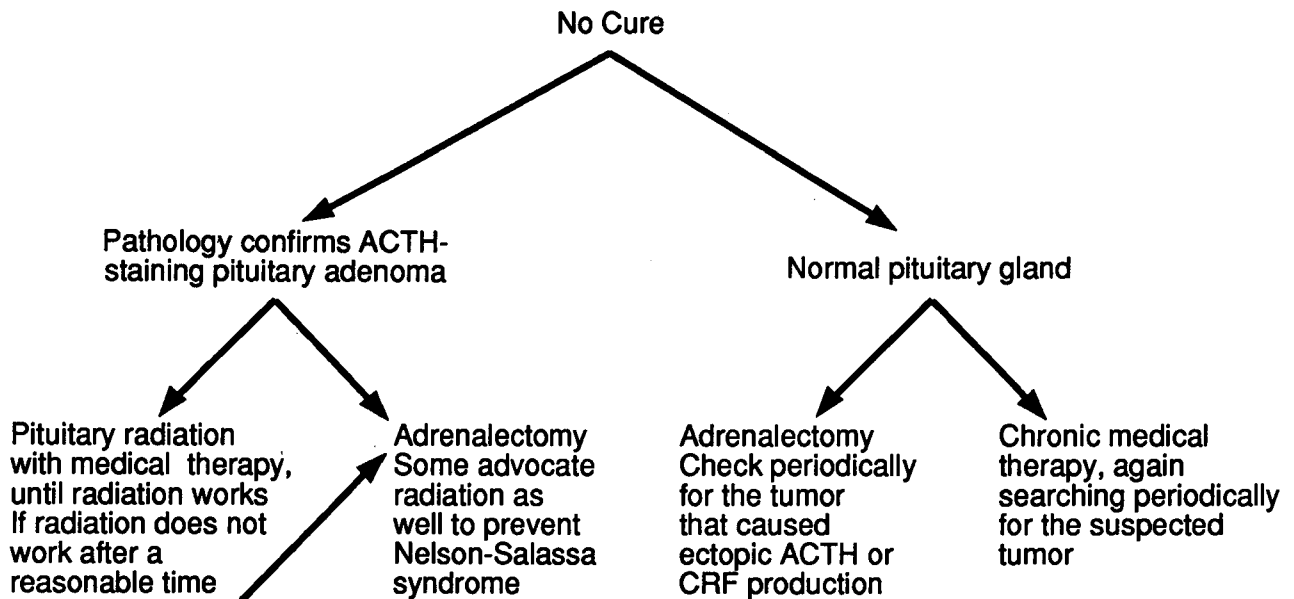 No Cure
Pathology confirms ACTH-
staining pituitary adenoma
Normal pituitary gland
Pituitary radiation
with medical therapy,
until radiation works
If radiation does not
work after a
reasonable time
Adrenalectomy
Some advocate
radiation as
well to prevent
Nelson-Salassa
syndrome
Adrenalectomy
Check periodically
for the tumor
that caused
ectopic ACTH or
CRF production
Chronic medical
therapy, again
searching periodically
for the suspected
tumor